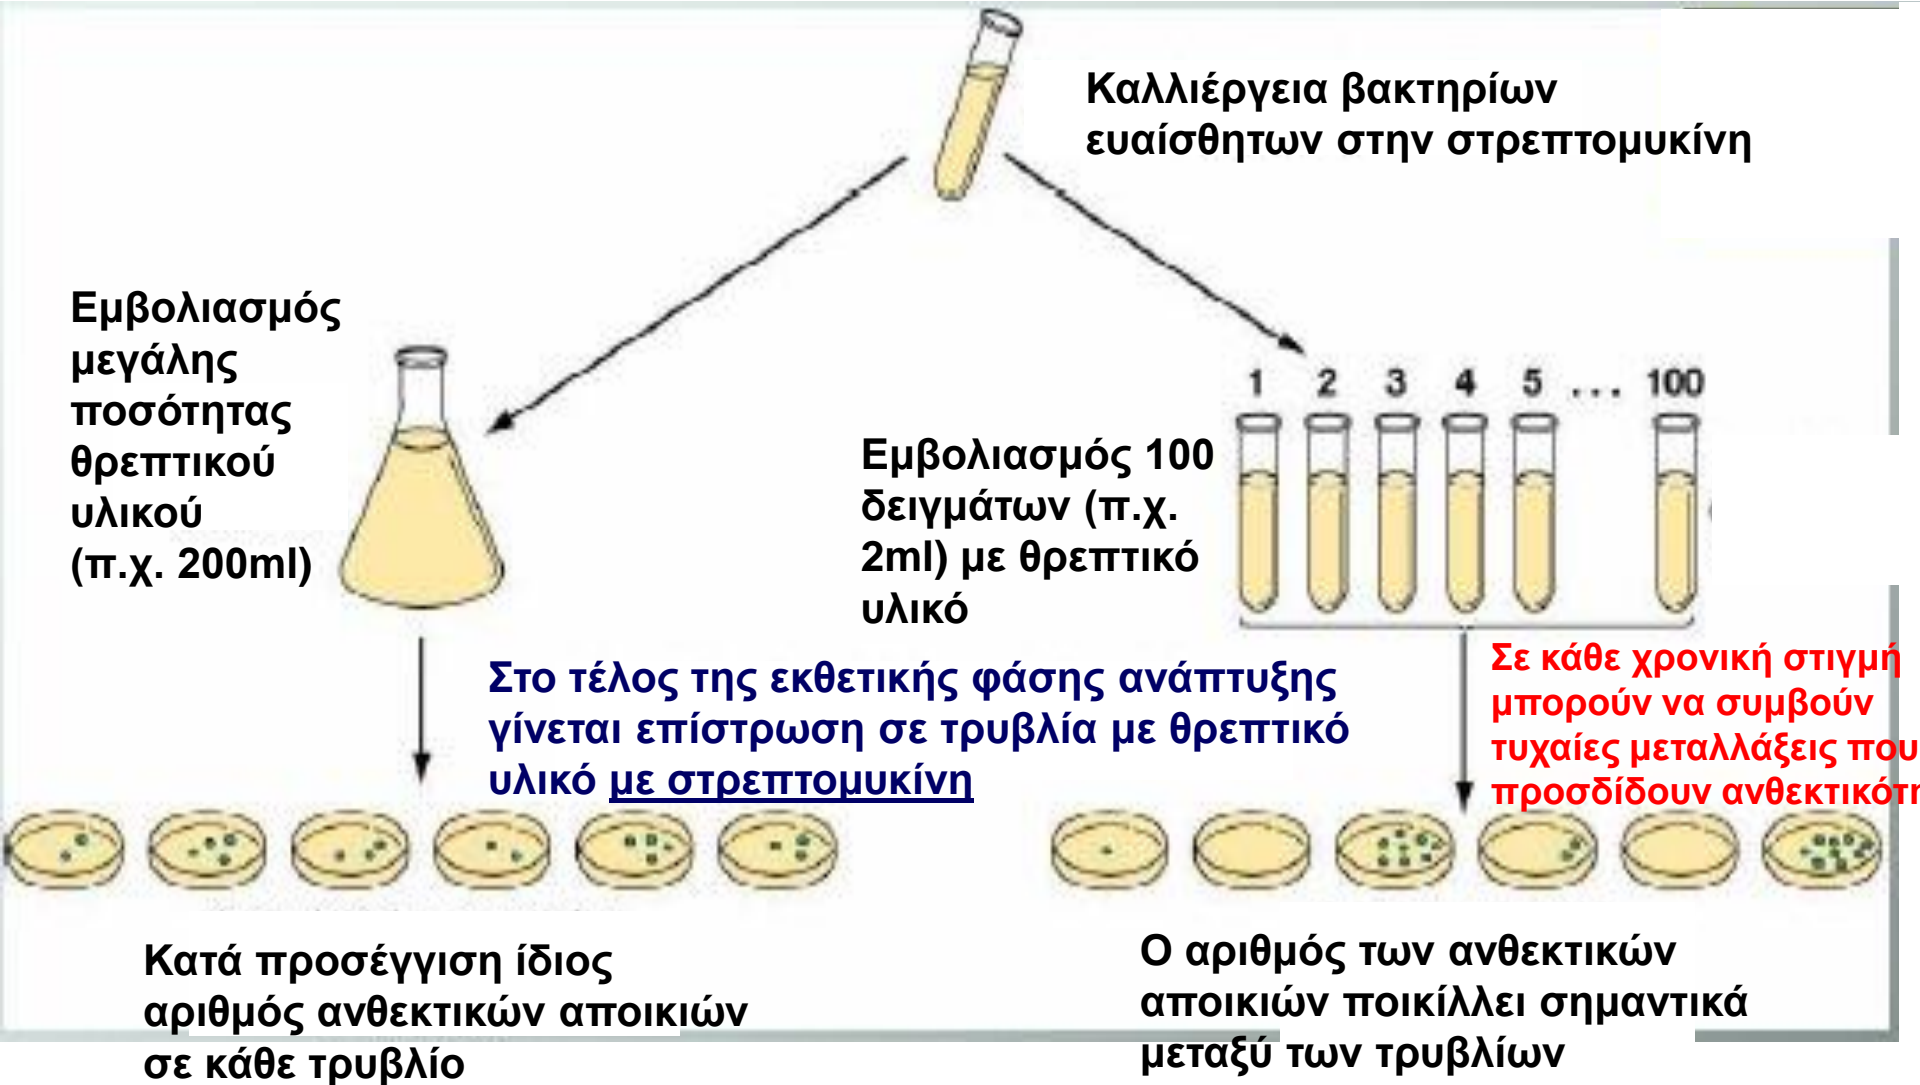 Καλλιέργεια βακτηρίων
ευαίσθητων στην στρεπτομυκίνη
Εμβολιασμός
μεγάλης
ποσότητας
θρεπτικού
υλικού
(π.χ. 200ml)
1 2 3 4 5 ... 100
Εμβολιασμός 100
δειγμάτων (π.χ.
2ml) με θρεπτικό
υλικό
Στο τέλος της εκθετικής φάσης ανάπτυξης
γίνεται επίστρωση σε τρυβλία με θρεπτικό
υλικό με στρεπτομυκίνη
Σε κάθε χρονική στιγμή
μπορούν να συμβούν
τυχαίες μεταλλάξεις που
προσδίδουν
Κατά προσέγγιση ίδιος
αριθμός ανθεκτικών αποικιών
σε κάθε τρυβλίο
Ο αριθμός των ανθεκτικών
αποικιών ποικίλλει σημαντικά
μεταξύ των τρυβλίων